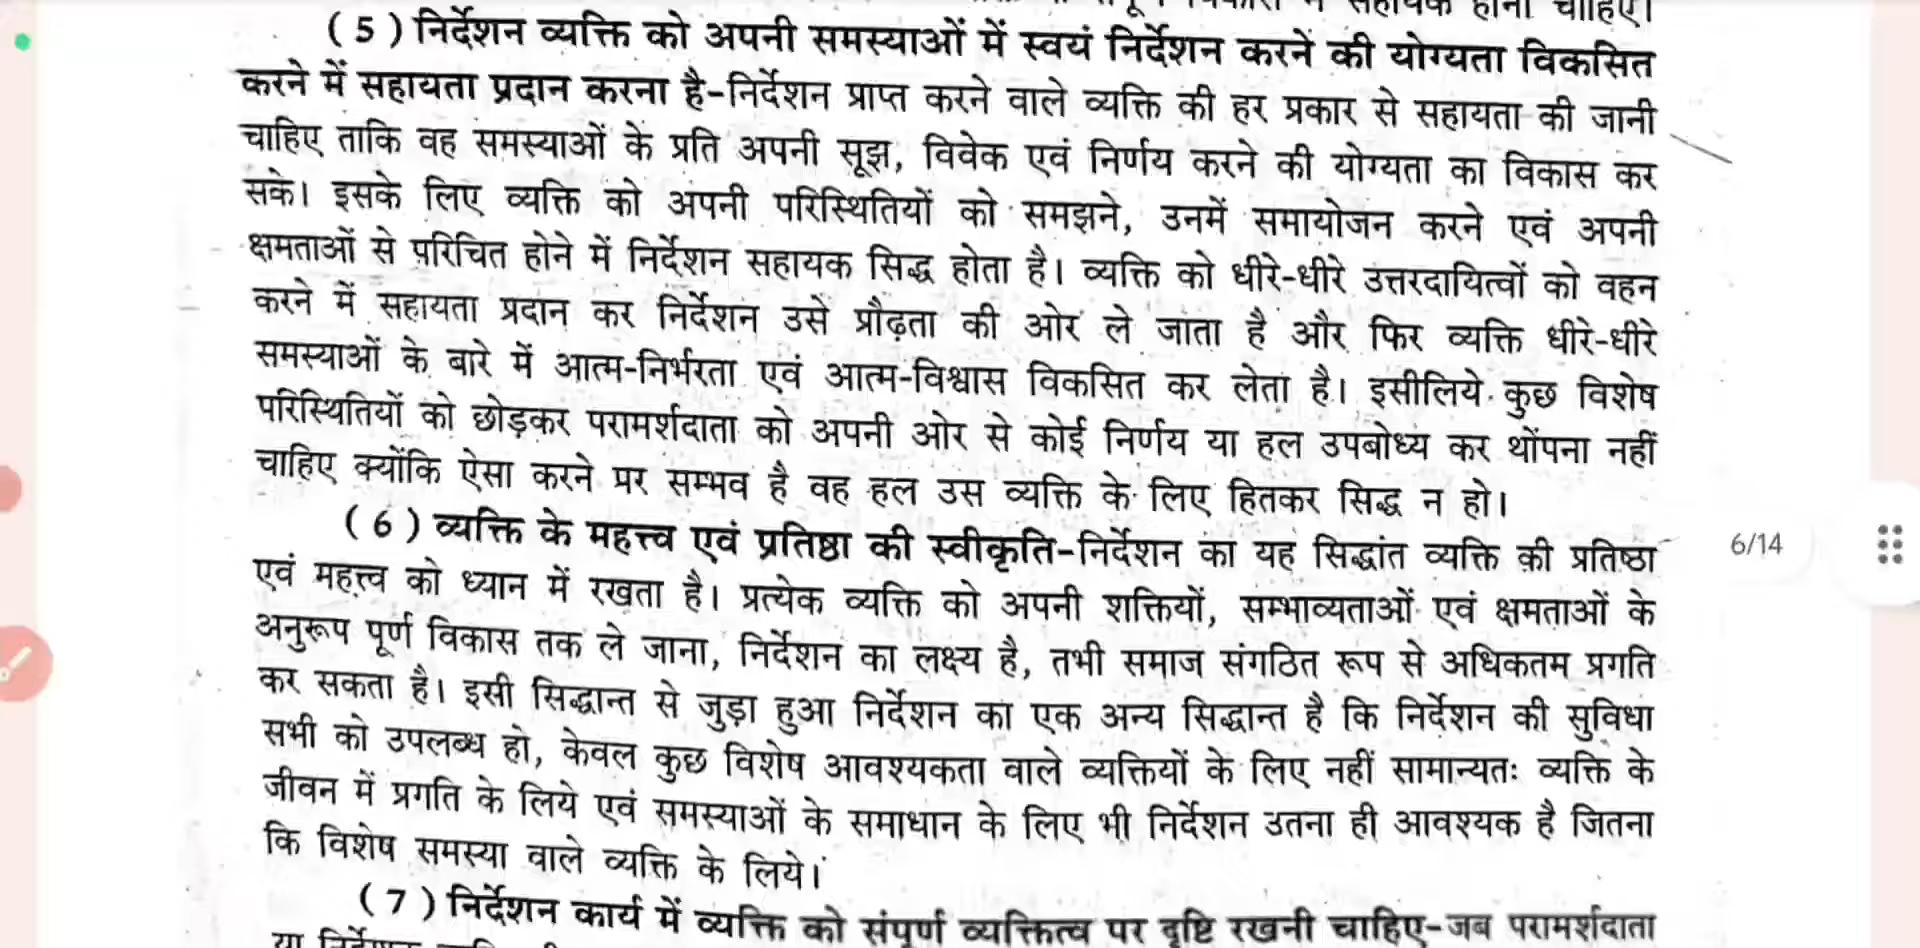 सहायक होना चाहिए।
( 5 ) निर्देशन व्यक्ति को अपनी समस्याओं में स्वयं निर्देशन करने की योग्यता विकसित
करने में सहायता प्रदान करना है-निर्देशन प्राप्त करने वाले व्यक्ति की हर प्रकार से सहायता की जानी
चाहिए ताकि वह समस्याओं के प्रति अपनी सूझ, विवेक एवं निर्णय करने की योग्यता का विकास कर
सके। इसके लिए व्यक्ति को अपनी परिस्थितियों को समझने, उनमें समायोजन करने एवं अपनी
क्षमताओं से परिचित होने में निर्देशन सहायक सिद्ध होता है। व्यक्ति को धीरे-धीरे उत्तरदायित्वों को वहन
करने में सहायता प्रदान कर निर्देशन उसे प्रौढ़ता की ओर ले जाता है और फिर व्यक्ति धीरे-धीरे
समस्याओं के बारे में आत्म-निर्भरता एवं आत्म-विश्वास विकसित कर लेता है। इसीलिये कुछ विशेष
परिस्थितियों को छोड़कर परामर्शदाता को अपनी ओर से कोई निर्णय या हल उपबोध्य कर थोंपना नहीं
चाहिए क्योंकि ऐसा करने पर सम्भव है वह हल उस व्यक्ति के लिए हितकर सिद्ध न हो।
( 6 ) व्यक्ति के महत्त्व एवं प्रतिष्ठा की स्वीकृति-निर्देशन का यह सिद्धांत व्यक्ति की प्रतिष्ठा
एवं महत्त्व को ध्यान में रखता है। प्रत्येक व्यक्ति को अपनी शक्तियों, सम्भाव्यताओं एवं क्षमताओं के
अनुरूप पूर्ण विकास तक ले जाना, निर्देशन का लक्ष्य है, तभी समाज संगठित रूप से अधिकतम प्रगति
कर सकता है। इसी सिद्धान्त से जुड़ा हुआ निर्देशन का एक अन्य सिद्धान्त है कि निर्देशन की सुविधा
सभी को उपलब्ध हो, केवल कुछ विशेष आवश्यकता वाले व्यक्तियों के लिए नहीं सामान्यतः व्यक्ति के
जीवन में प्रगति के लिये एवं समस्याओं के समाधान के लिए भी निर्देशन उतना ही आवश्यक है जितना
कि विशेष समस्या वाले व्यक्ति के लिये।
( 7 ) निर्देशन कार्य में व्यक्ति को संपूर्ण व्यक्तित्व पर दृष्टि रखनी चाहिए-जब परामर्शदाता
6/14